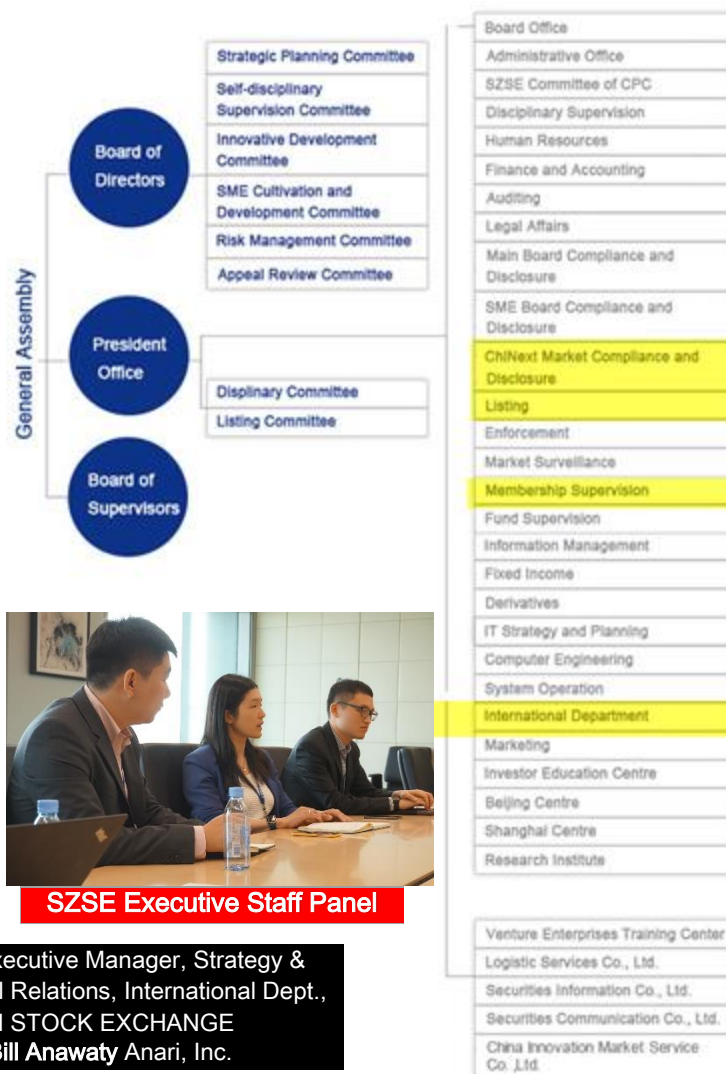 General Assembly
Board of
Directors
Strategic Planning Committee
Self-disciplinary
Supervision Committee
Innovative Development
Committee
SME Cultivation and
Development Committee
Risk Management Committee
Appeal Review Committee
President
Office
Displinary Committee
Listing Committee
Board of
Supervisors
Board Office
Administrative Office
SZSE Committee of CPC
Disciplinary Supervision
Human Resources
Finance and Accounting
Auditing
Legal Affairs
Main Board Compliance and
Disclosure
SME Board Compliance and
Disclosure
ChiNext Market Compliance and
Disclosure
Listing
Enforcement
Market Surveillance
Membership Supervision
Fund Supervision
Information Management
Fixed Income
Derivatives
IT Strategy and Planning
Computer Engineering
System Operation
International Department
Marketing
Investor Education Centre
Beijing Centre
Shanghai Centre
Research Institute
Venture Enterprises Training Center
Logistic Services Co., Ltd.
Securities Information Co., Ltd.
Securities Communication Co., Ltd.
China Innovation Market Service
Co. ,Ltd.
SZSE Executive Staff Panel
xecutive Manager, Strategy &
l Relations, International Dept.,
STOCK EXCHANGE
Bill Anawaty Anari, Inc.